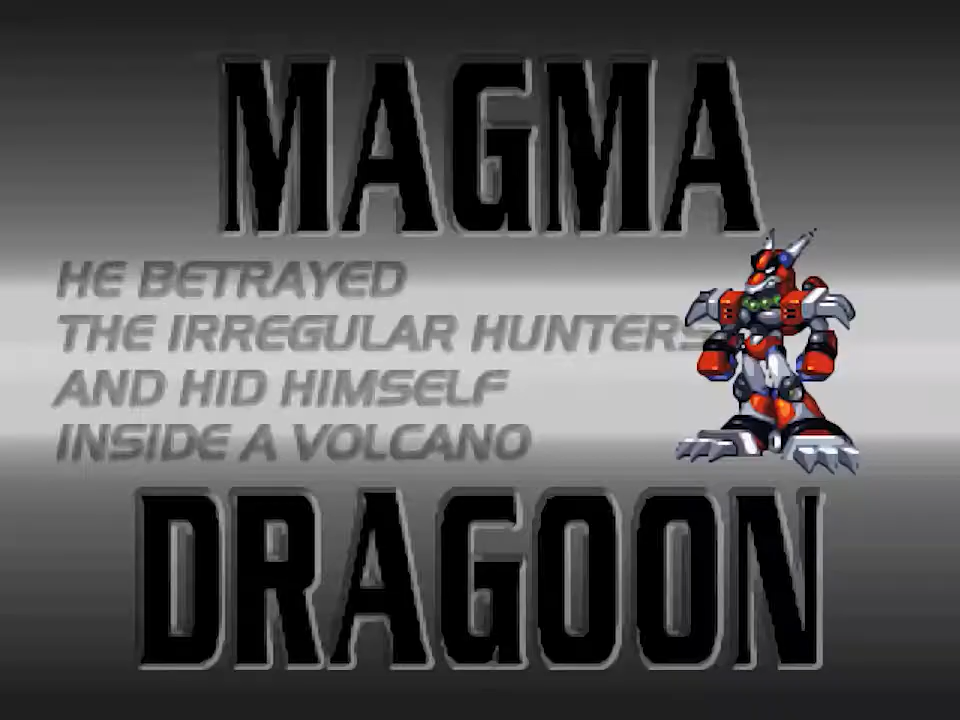 MAGMA
HE BETRAYED
THE IRREGULAR HUNTERS
AND HID HIMSELF
INSIDE A VOLCANO
DRAGOON